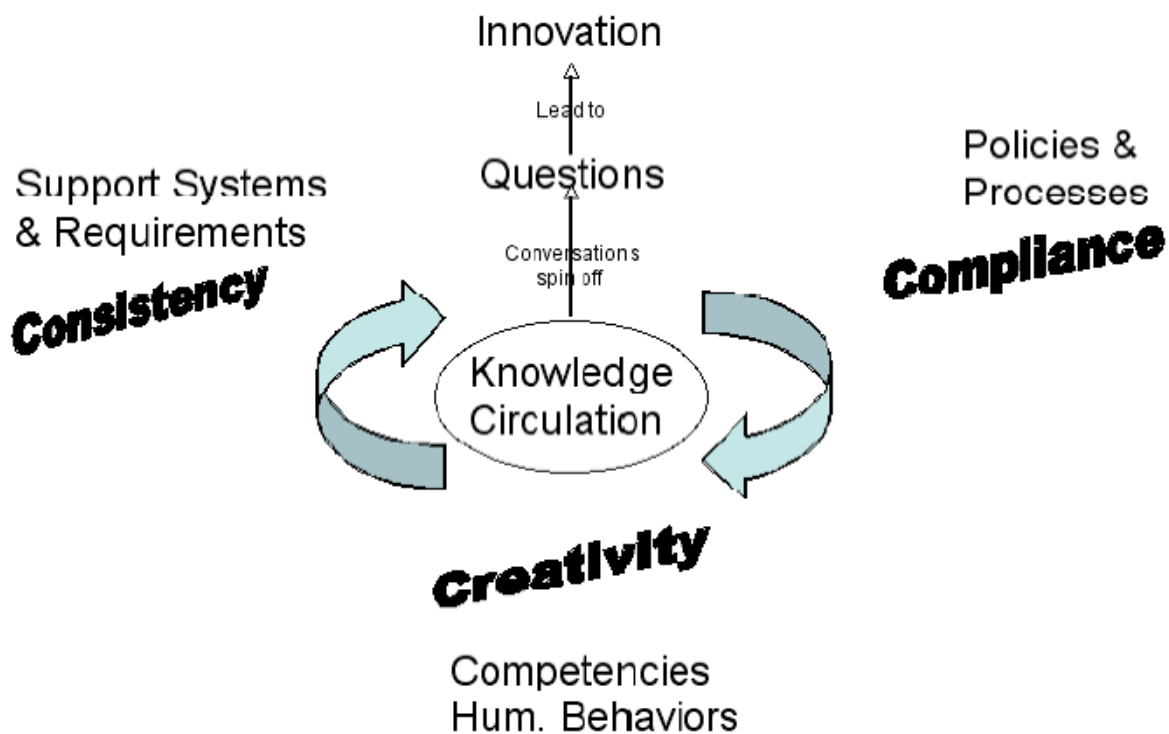 Innovation
Lead to
Questions
Policies &
Processes
Compliance
Support Systems
& Requirements
Consistency
Conversations
spin off
Knowledge
Circulation
Creativity
Competencies
Hum. Behaviors